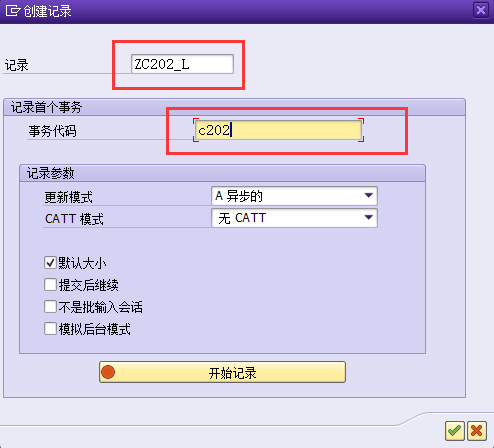 创建记录
记录 ZC202_L
记录首个事务
事务代码 c202
记录参数
更新模式 A 异步的
CATT 模式 无 CATT
默认大小
提交后继续
不是批输入会话
模拟后台模式
开始记录